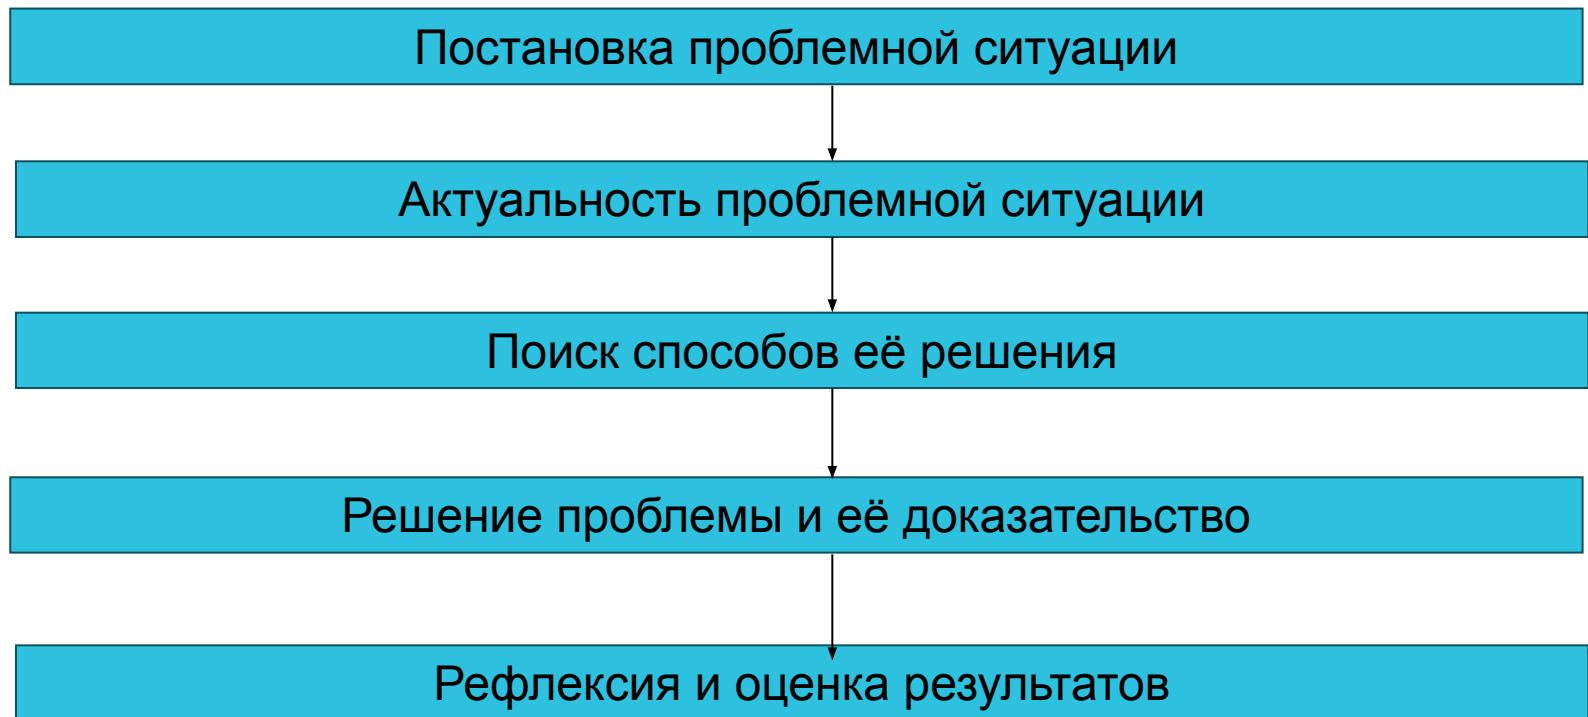 Постановка проблемной ситуации
Актуальность проблемной ситуации
Поиск способов её решения
Решение проблемы и её доказательство
Рефлексия и оценка результатов